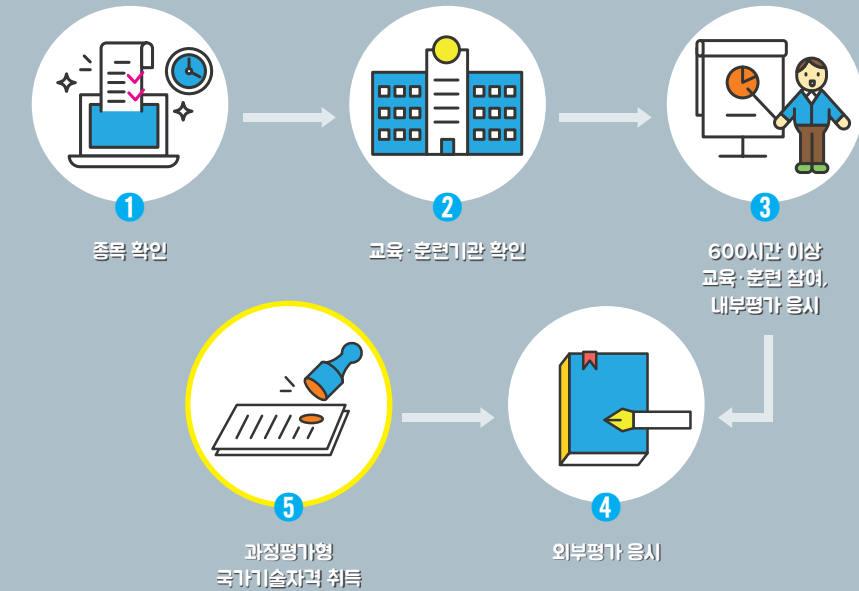 1
종목 확인
2
교육·훈련기관 확인
3
600시간 이상
교육·훈련 참여,
내부평가 응시
4
외부평가 응시
5
과정평가형
국가기술자격 취득